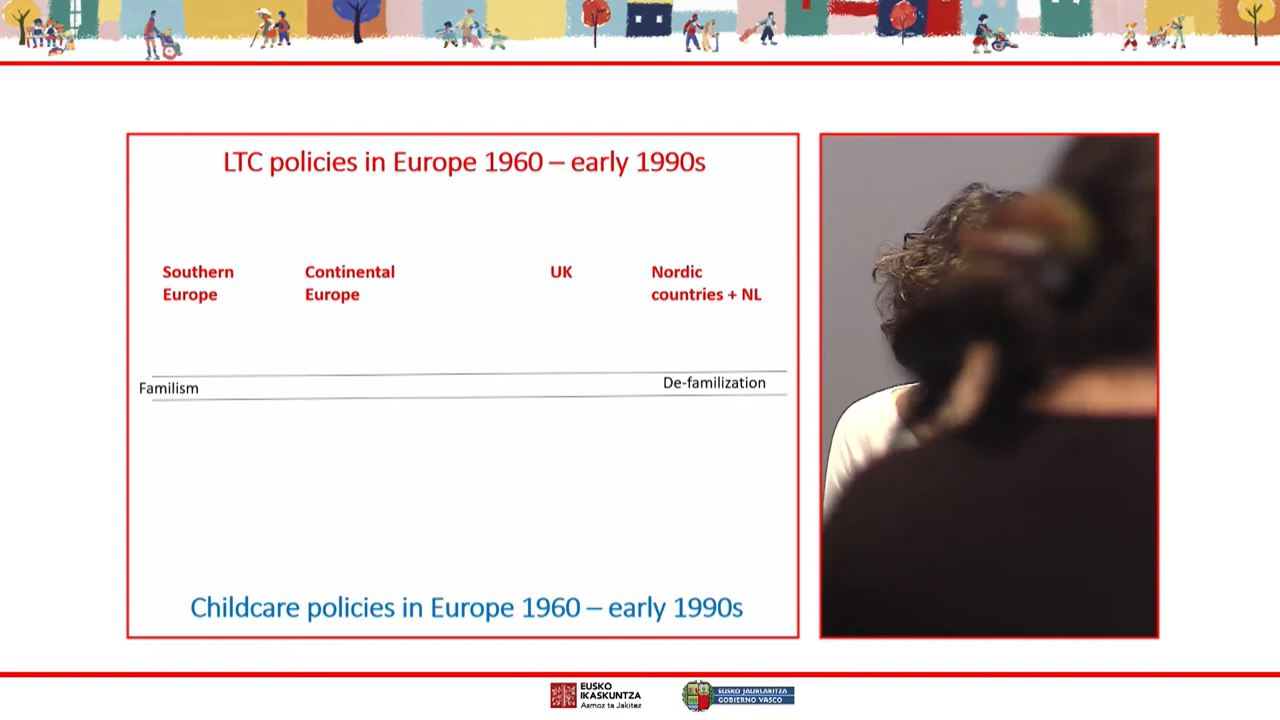 LTC policies in Europe 1960 – early 1990s
Southern
Europe
Continental
Europe
UK
Nordic
countries + NL
Familism
De-familization
Childcare policies in Europe 1960 – early 1990s
EUSKO
IKASKUNTZA
Asmoz ta Jakitez
EUSKO JAURLARITZA
GOBIERNO VASCO